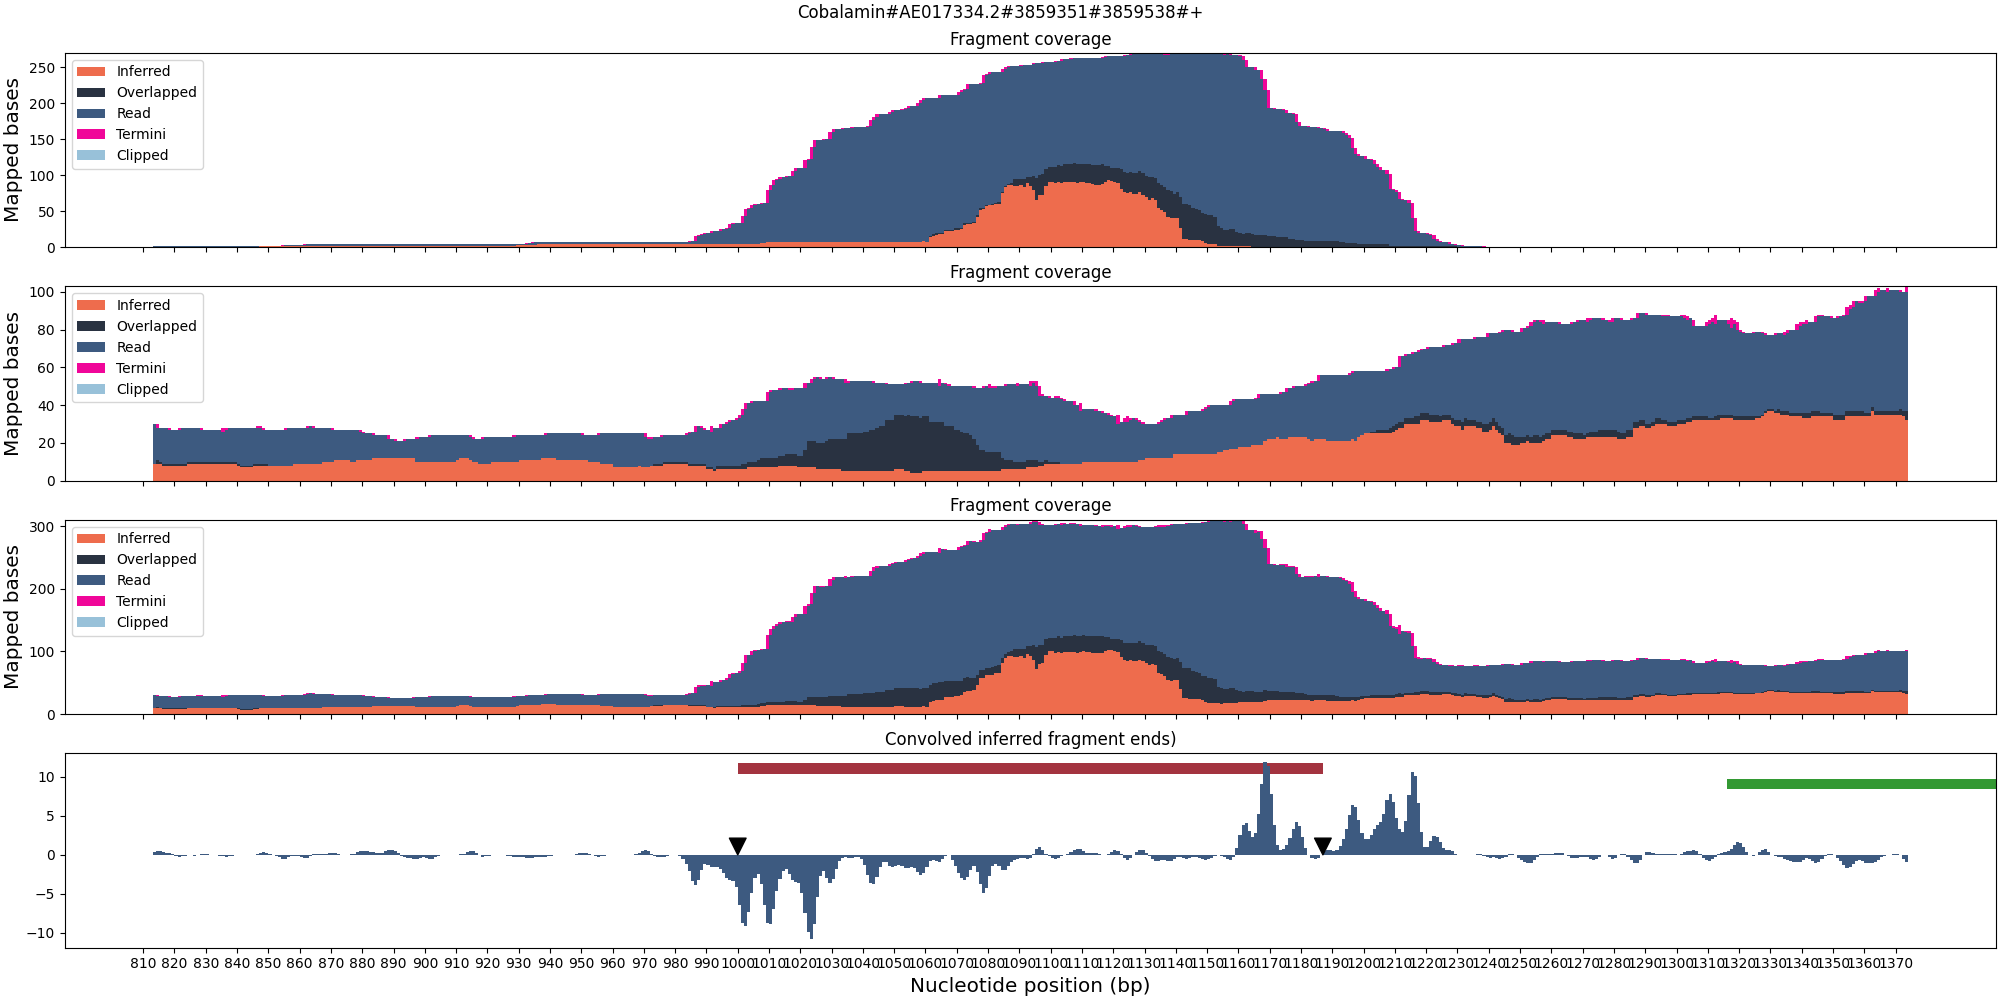 Cobalamin#AE017334.2#3859351#3859538#+
Fragment coverage
Mapped bases
250
200
150
100
50
0
Inferred
Overlapped
Read
Termini
Clipped
Fragment coverage
Mapped bases
100
80
60
40
20
0
Inferred
Overlapped
Read
Termini
Clipped
Fragment coverage
Mapped bases
300
200
100
0
Inferred
Overlapped
Read
Termini
Clipped
Convolved inferred fragment ends)
10
5
0
−5
−10
810 820 830 840 850 860 870 880 890 900 910 920 930 940 950 960 970 980 990 1000 1010 1020 1030 1040 1050 1060 1070 1080 1090 1100 1110 1120 1130 1140 1150 1160 1170 1180 1190 1200 1210 1220 1230 1240 1250 1260 1270 1280 1290 1300 1310 1320 1330 1340 1350 1360 1370
Nucleotide position (bp)